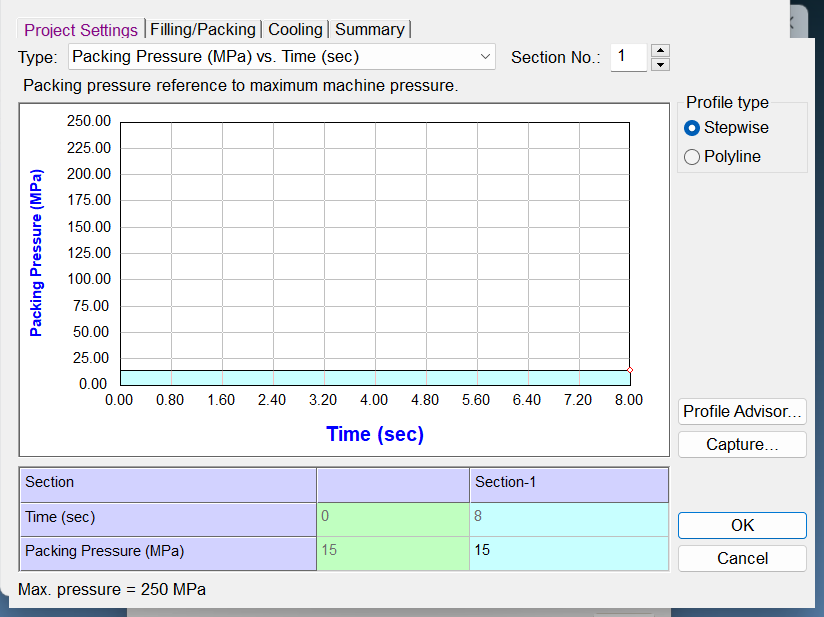 Project Settings Filling/Packing Cooling Summary
Type: Packing Pressure (MPa) vs. Time (sec) Section No.: 1
Packing pressure reference to maximum machine pressure.
Profile type
Stepwise
Polyline
Packing Pressure (MPa)
250.00
225.00
200.00
175.00
150.00
125.00
100.00
75.00
50.00
25.00
0.00
0.00 0.80 1.60 2.40 3.20 4.00 4.80 5.60 6.40 7.20 8.00
Time (sec)
Profile Advisor...
Capture...
Section Section-1
Time (sec) 0 8
Packing Pressure (MPa) 15 15
OK
Cancel
Max. pressure = 250 MPa